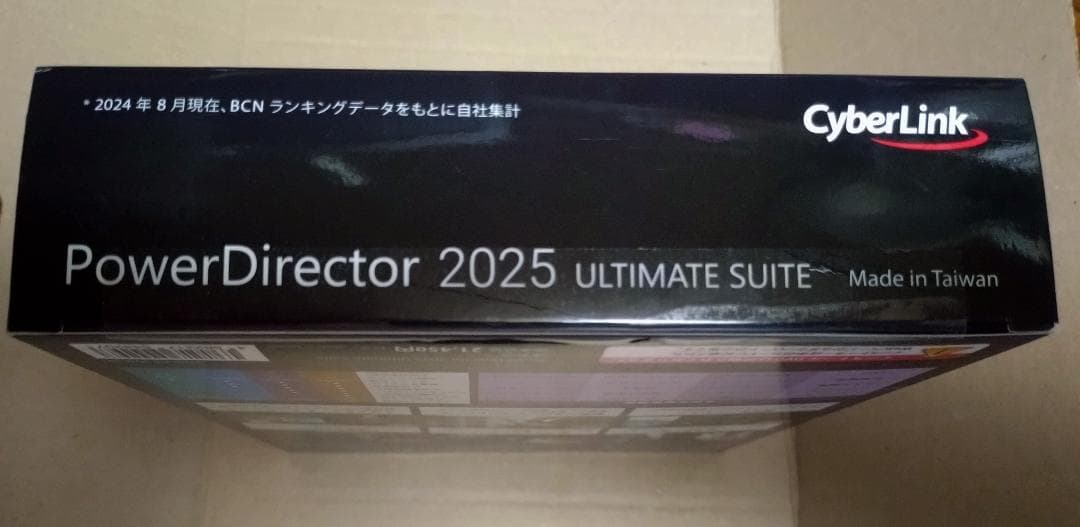 * 2024 年 8 月現在、BCN ランキングデータをもとに自社集計
CyberLink
PowerDirector 2025 ULTIMATE SUITE Made in Taiwan